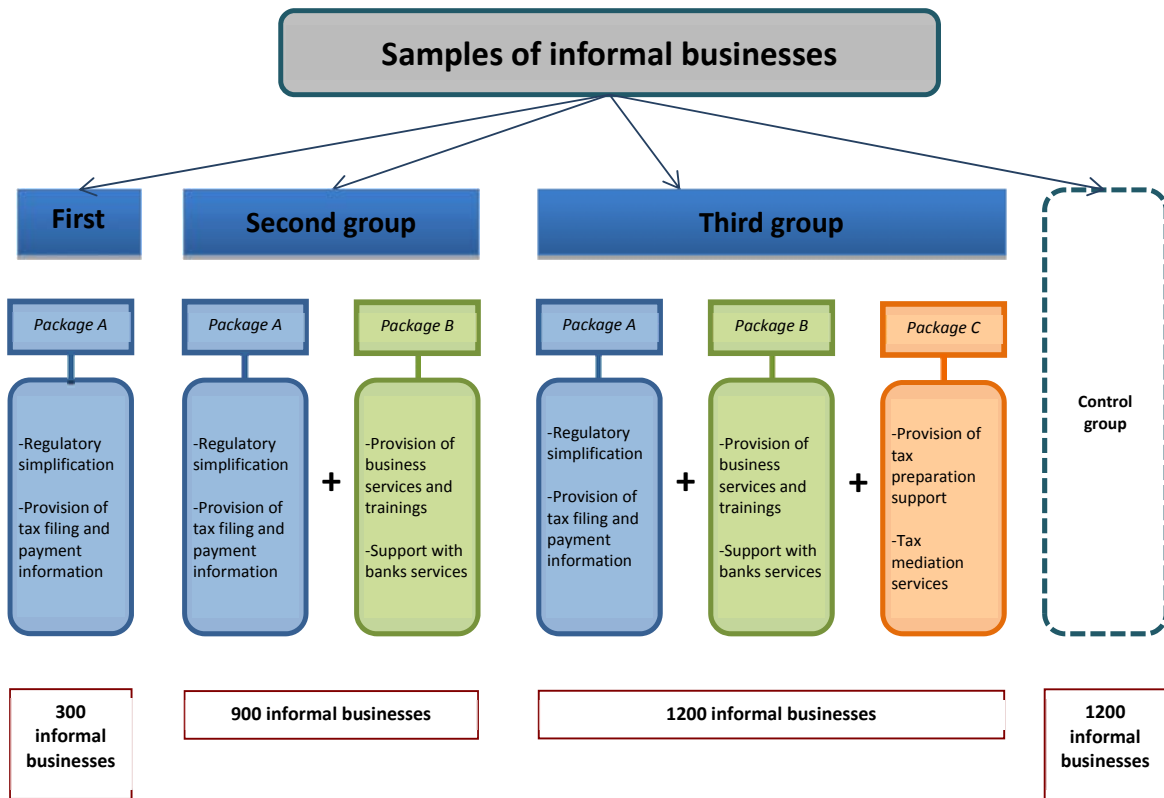 Samples of informal businesses
First
Second group
Third group
Package A
Package A
Package B
Package A
Package B
Package C
-Regulatory
simplification
-Provision of
tax filing and
payment
information
-Regulatory
simplification
-Provision of
tax filing and
payment
information
+
-Provision of
business
services and
trainings
-Support with
banks services
-Regulatory
simplification
-Provision of
tax filing and
payment
information
+
-Provision of
business
services and
trainings
-Support with
banks services
+
-Provision of
tax
preparation
support
-Tax
mediation
services
Control
group
300
informal
businesses
900 informal businesses
1200 informal businesses
1200
informal
businesses